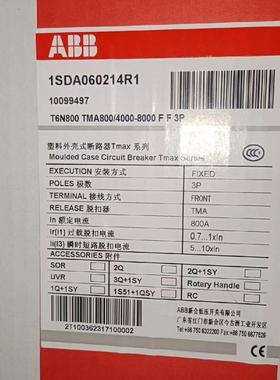 ABB
1SDA060214R1
10099497
T6N800 TMA800/4000-8000 F F 3P
塑料外壳式断路器Tmax 系列
Moulded Case Circuit Breaker Tmax Series
EXECUTION 安装方式 FIXED
POLES 极数 3P
TERMINAL 接线方式 FRONT
RELEASE 脱扣器 TMA
In 额定电流 800A
Ir(I1) 过载脱扣电流 0.7...1xIn
Ii(I3) 瞬时短路脱扣电流 5...10xIn
ACCESSORIES 附件
SOR 2Q 2Q+1SY
UVR 3Q+1SY Rotary Handle
1Q+1SY 1S51+1QSY RC
2T100362317100002
ABB新会低压开关有限公司